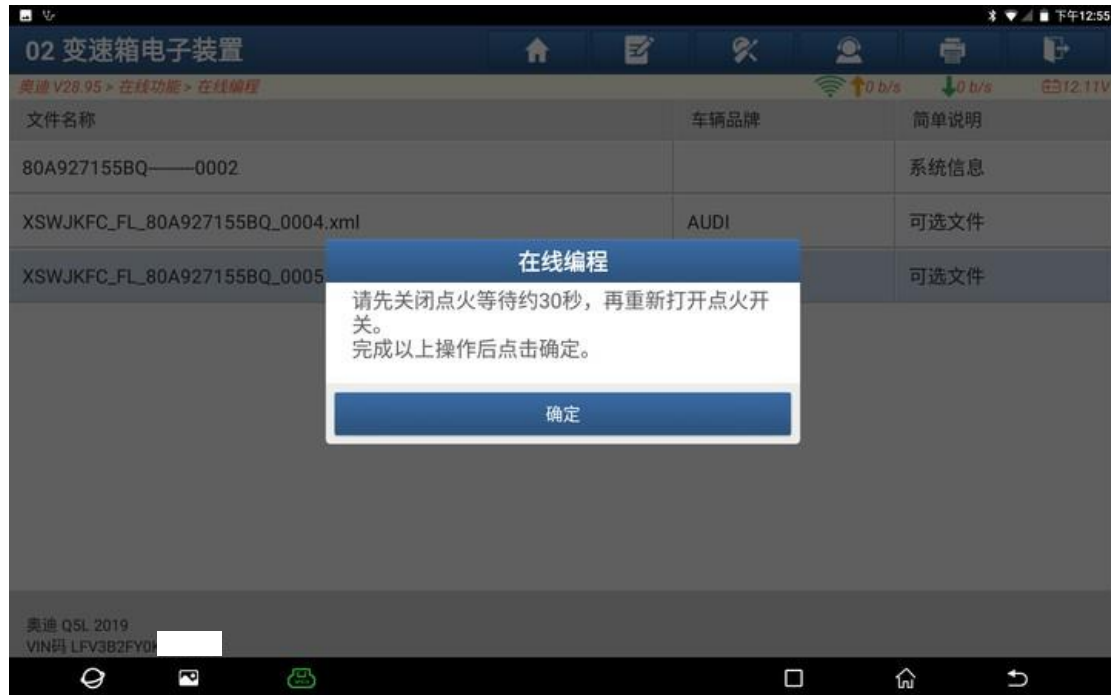 下午12:55
02 变速箱电子装置
奥迪 V28.95 > 在线功能 > 在线编程
0 b/s
0 b/s
12.11V
文件名称 车辆品牌 简单说明
80A927155BQ--------0002 系统信息
XSWJKFC_FL_80A927155BQ_0004.xml AUDI 可选文件
XSWJKFC_FL_80A927155BQ_0005 可选文件
在线编程
请先关闭点火等待约30秒，再重新打开点火开
关。
完成以上操作后点击确定。
确定
奥迪 Q5L 2019
VIN码 LFV3B2FY0